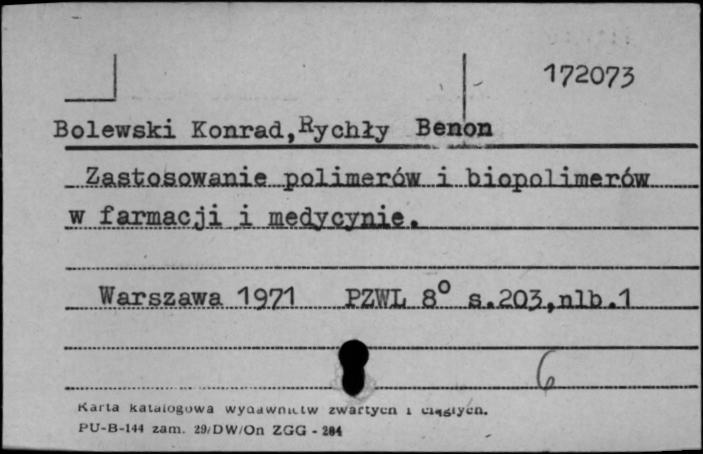 172073
Bolewski Konrad, Rychły Benon
Zastosowanie polimerów i biopolimerów
w farmacji i medycynie.
Warszawa 1971 PZWL 8° s.203,nlb.1
6
Karta katalogowa wydawnictw zwartych i ciągłych.
PU-B-144 zam. 29/DW/On ZGG - 284